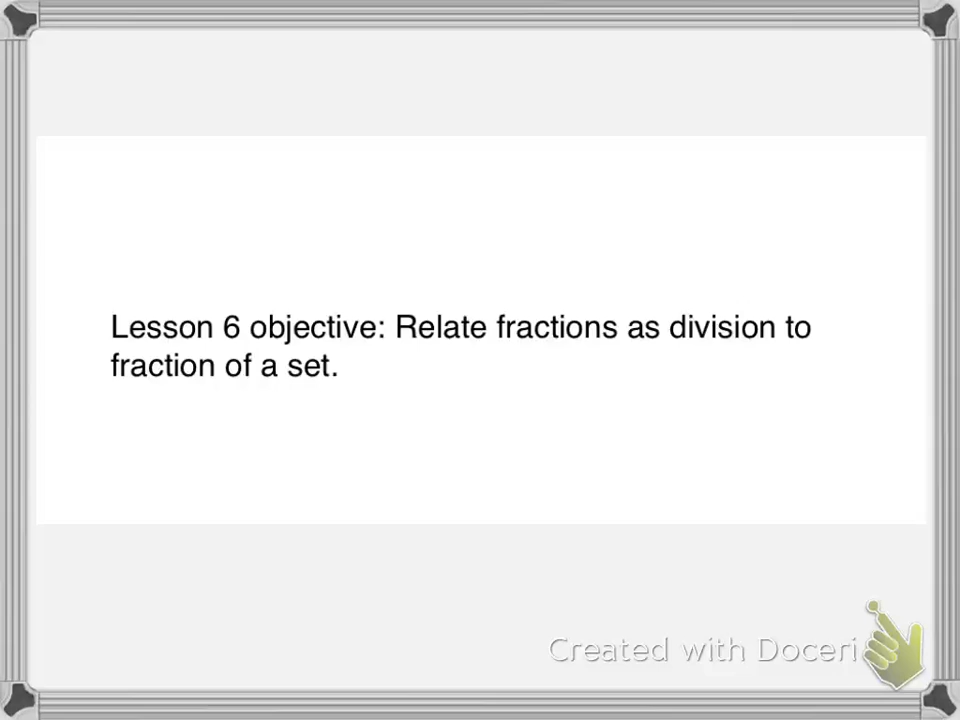 Lesson 6 objective: Relate fractions as division to
fraction of a set.
Created with Doceri